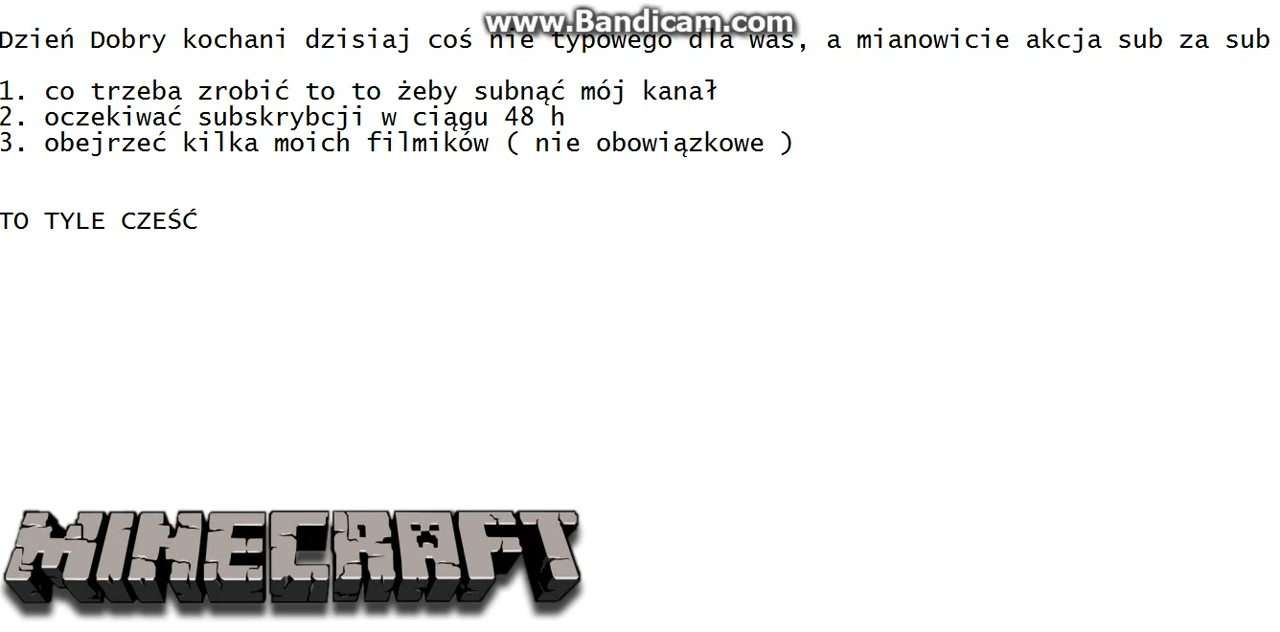 www.Bandicam.com
Dzień Dobry kochani dzisiaj coś nie typowego dla was, a mianowicie akcja sub za sub
1. co trzeba zrobić to to żeby subnąć mój kanał
2. oczekiwać subskrybcji w ciągu 48 h
3. obejrzeć kilka moich filmików ( nie obowiązkowe )
TO TYLE CZEŚĆ
MINECRAFT